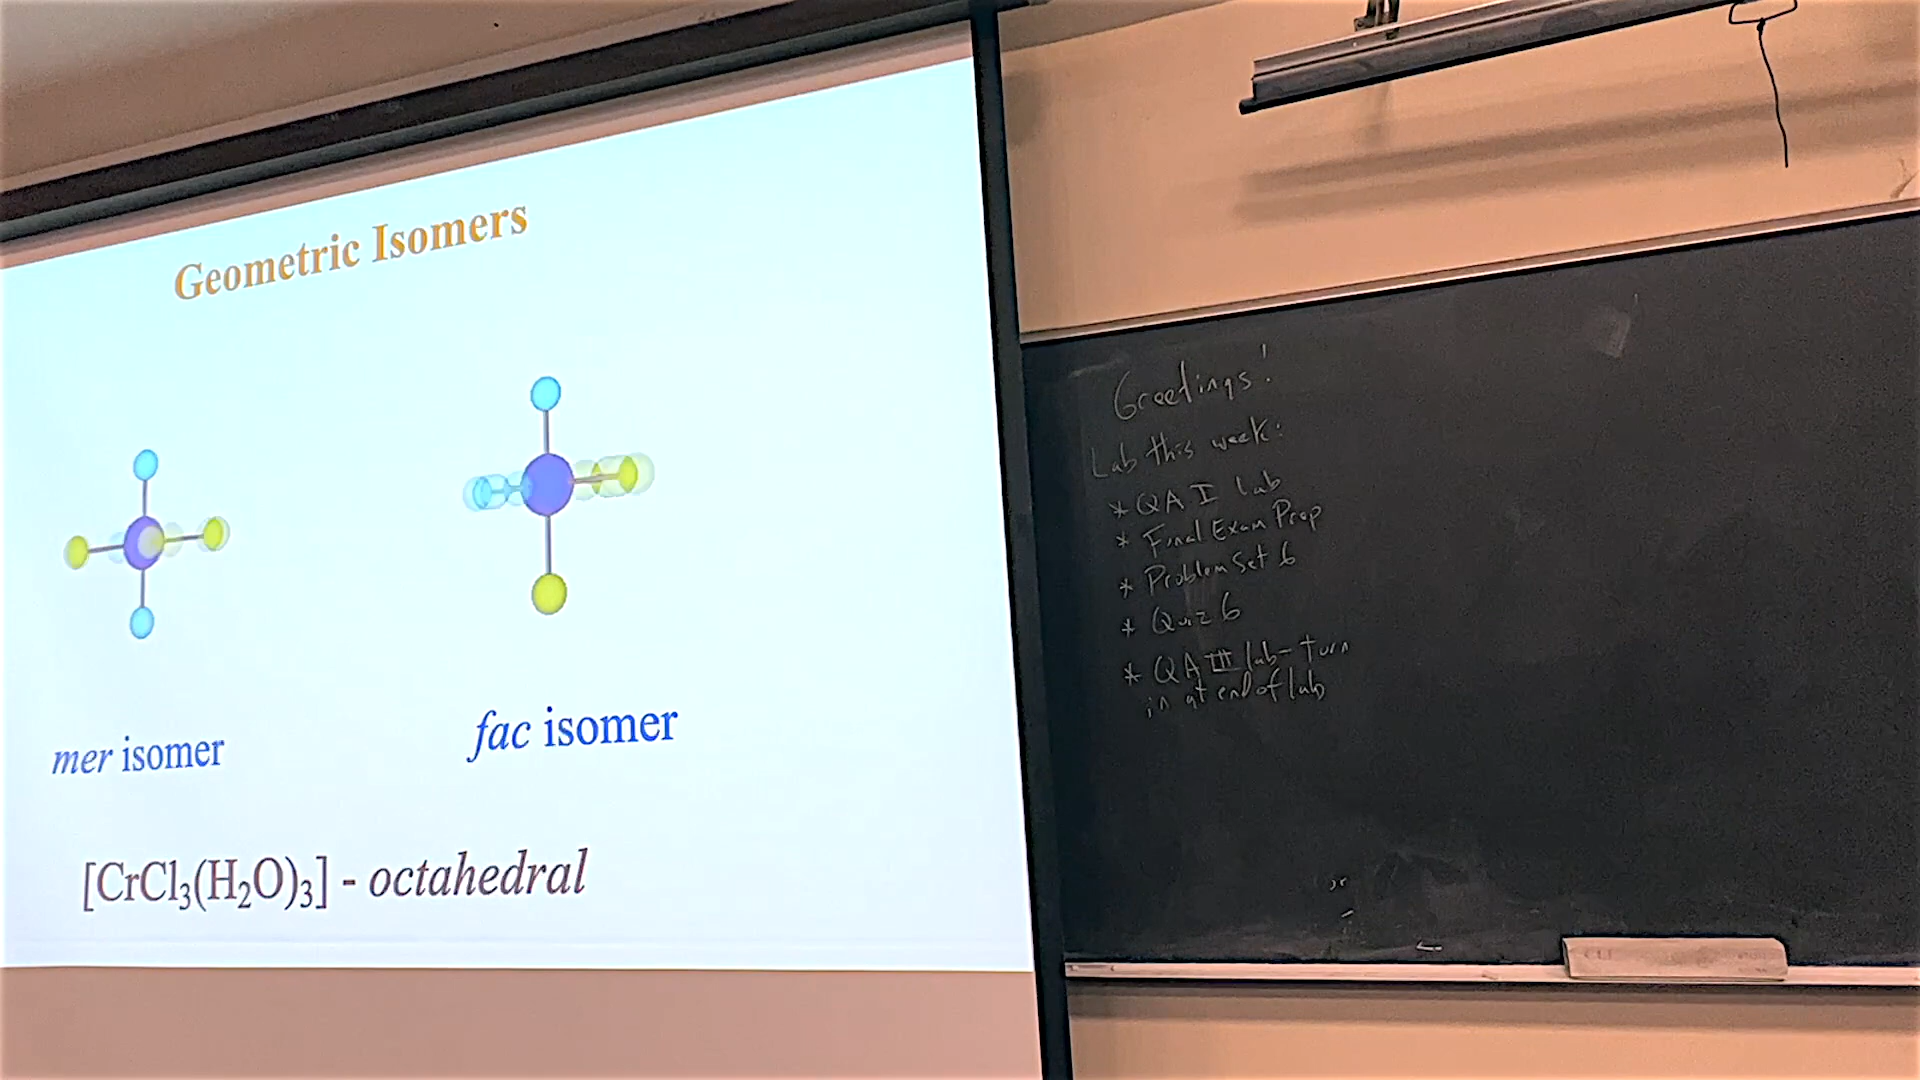 Geometric Isomers
mer isomer
fac isomer
[CrCl₃(H₂O)₃] - octahedral
Greetings!
Lab this week:
* QA I lab
* Final Exam Prep
* Problem Set 6
* Quiz 6
* QA III lab - turn
in at end of lab